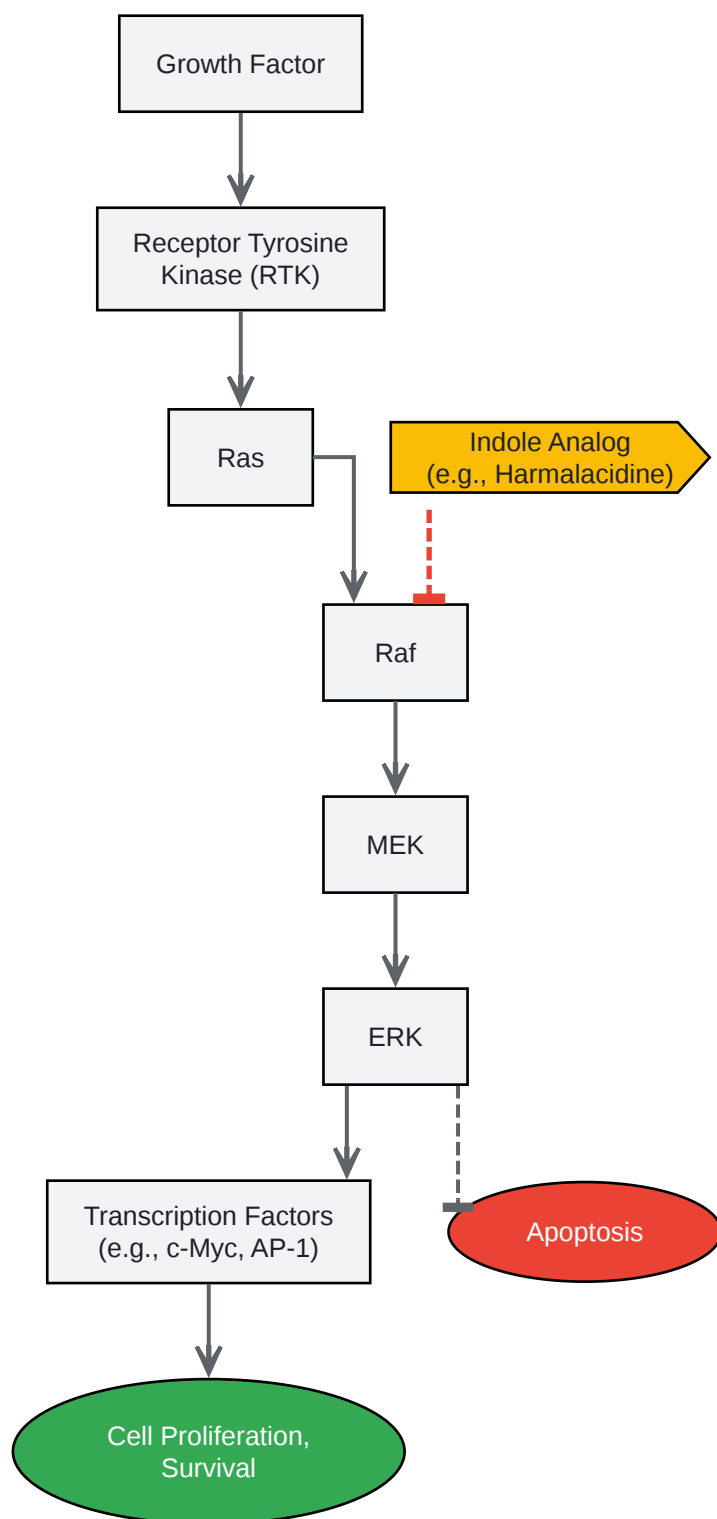 Growth Factor
Receptor Tyrosine
Kinase (RTK)
Ras
Indole Analog
(e.g., Harmalacidine)
Raf
MEK
ERK
Transcription Factors
(e.g., c-Myc, AP-1)
Apoptosis
Cell Proliferation,
Survival